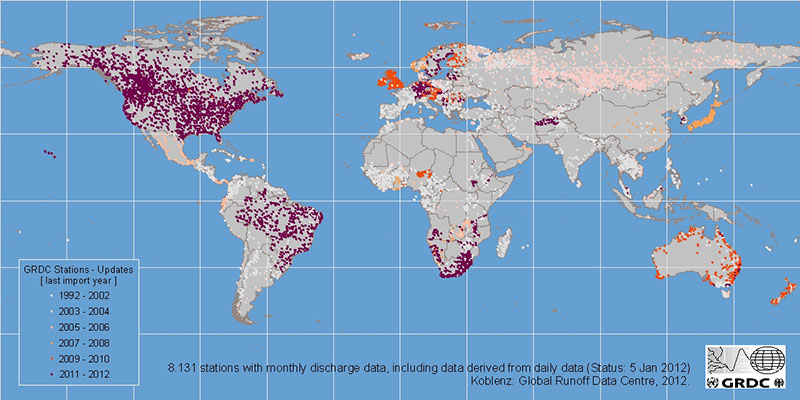 GRDC Stations - Updates
[ last import year ]
1992 - 2002
2003 - 2004
2005 - 2006
2007 - 2008
2009 - 2010
2011 - 2012
8.131 stations with monthly discharge data, including data derived from daily data (Status: 5 Jan 2012)
Koblenz: Global Runoff Data Centre, 2012.
GRDC